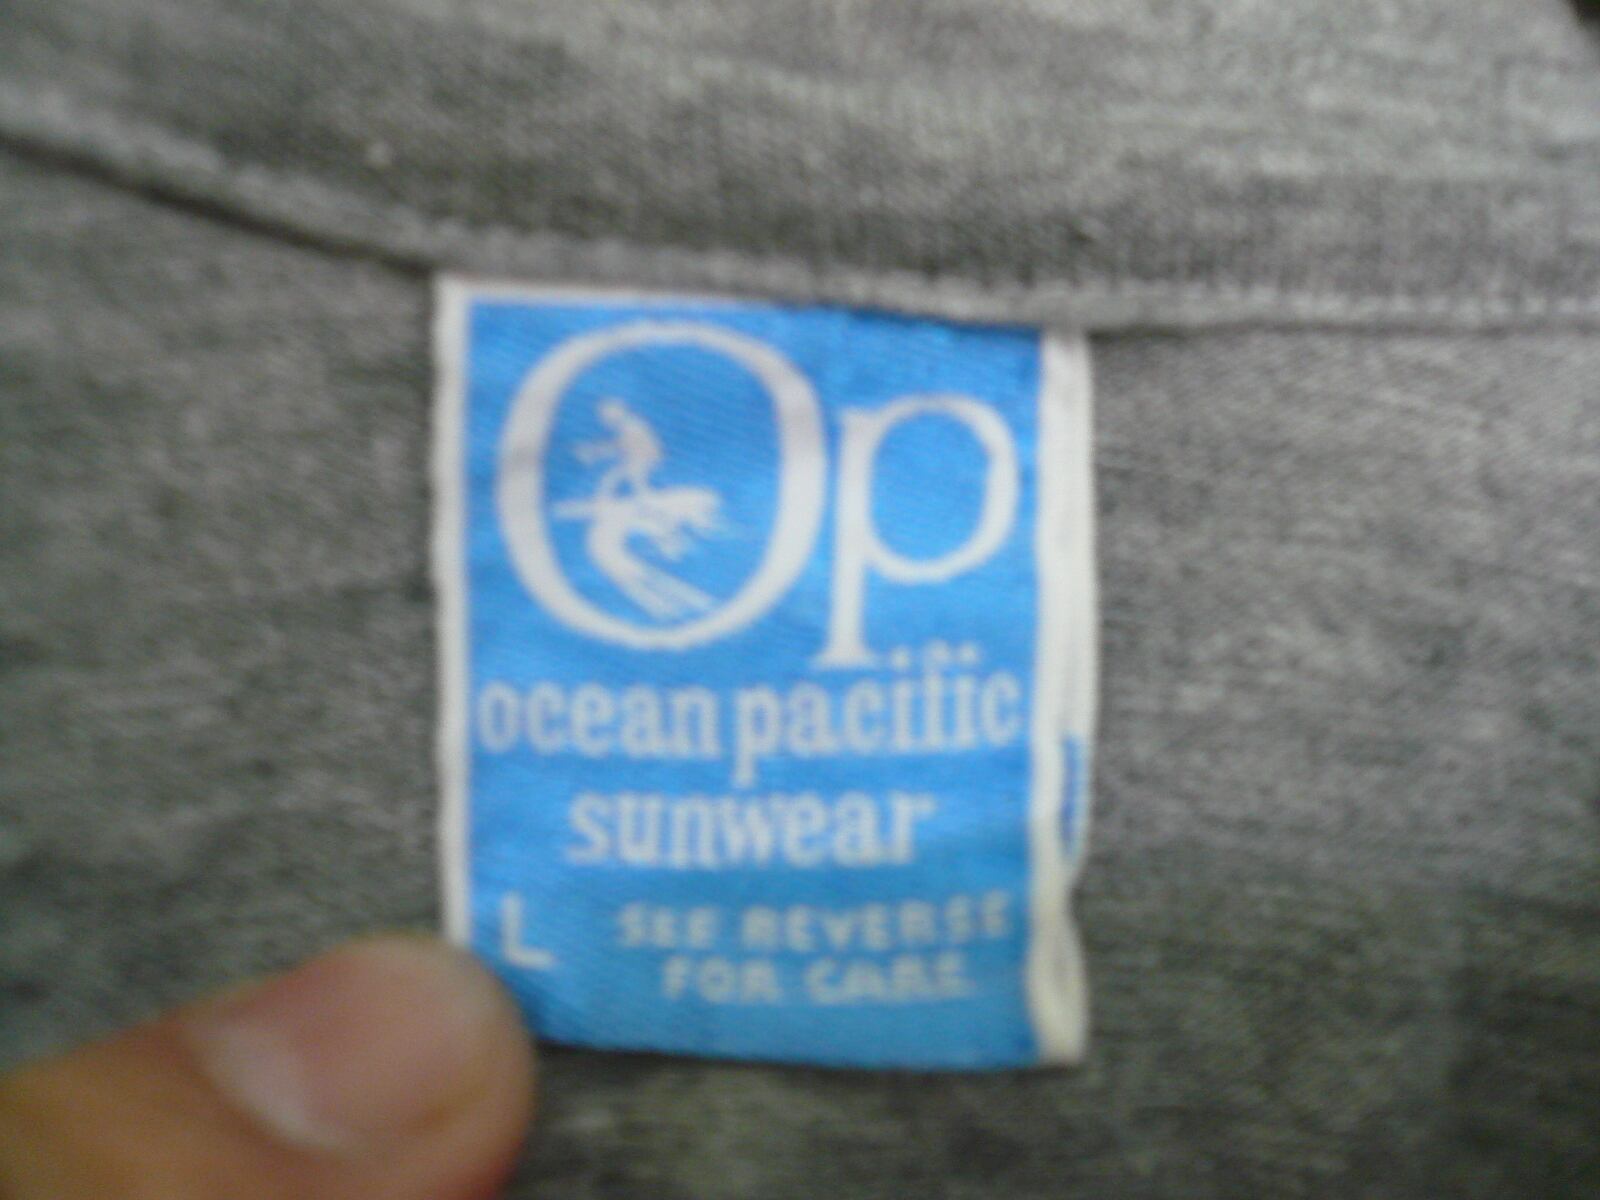 Op
ocean pacific
sunwear
L SEE REVERSE
FOR CARE